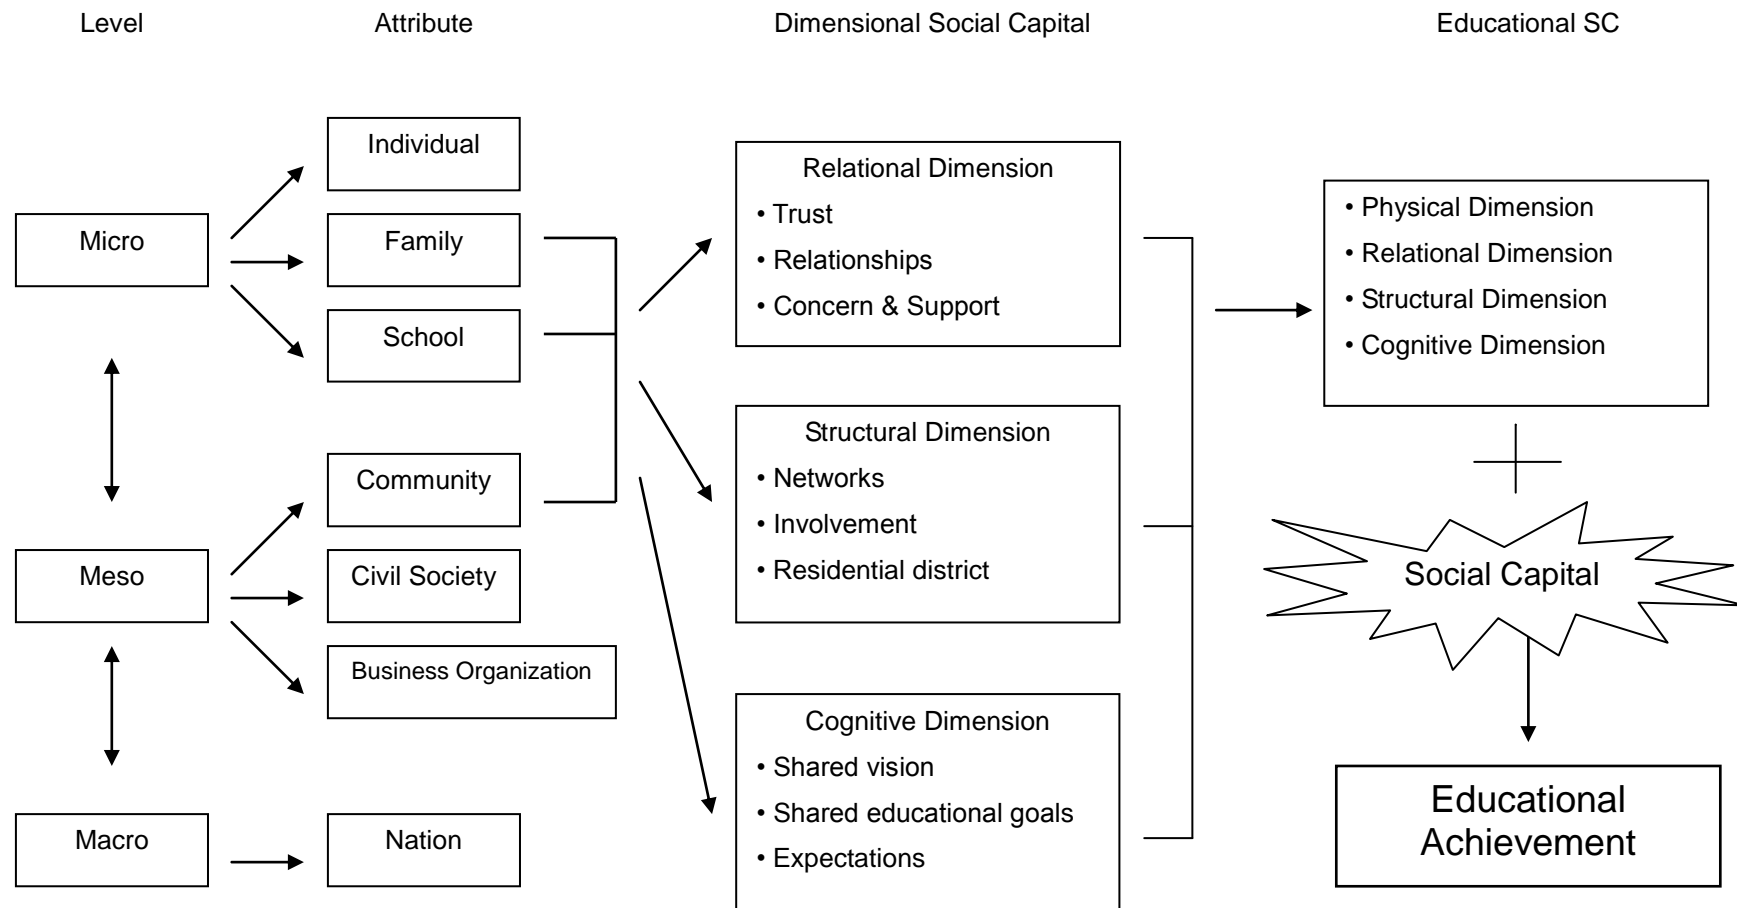 Level
Attribute
Dimensional Social Capital
Educational SC
Micro
Meso
Macro
Individual
Family
School
Community
Civil Society
Business Organization
Nation
Relational Dimension
• Trust
• Relationships
• Concern & Support
Structural Dimension
• Networks
• Involvement
• Residential district
Cognitive Dimension
• Shared vision
• Shared educational goals
• Expectations
• Physical Dimension
• Relational Dimension
• Structural Dimension
• Cognitive Dimension
Social Capital
Educational
Achievement